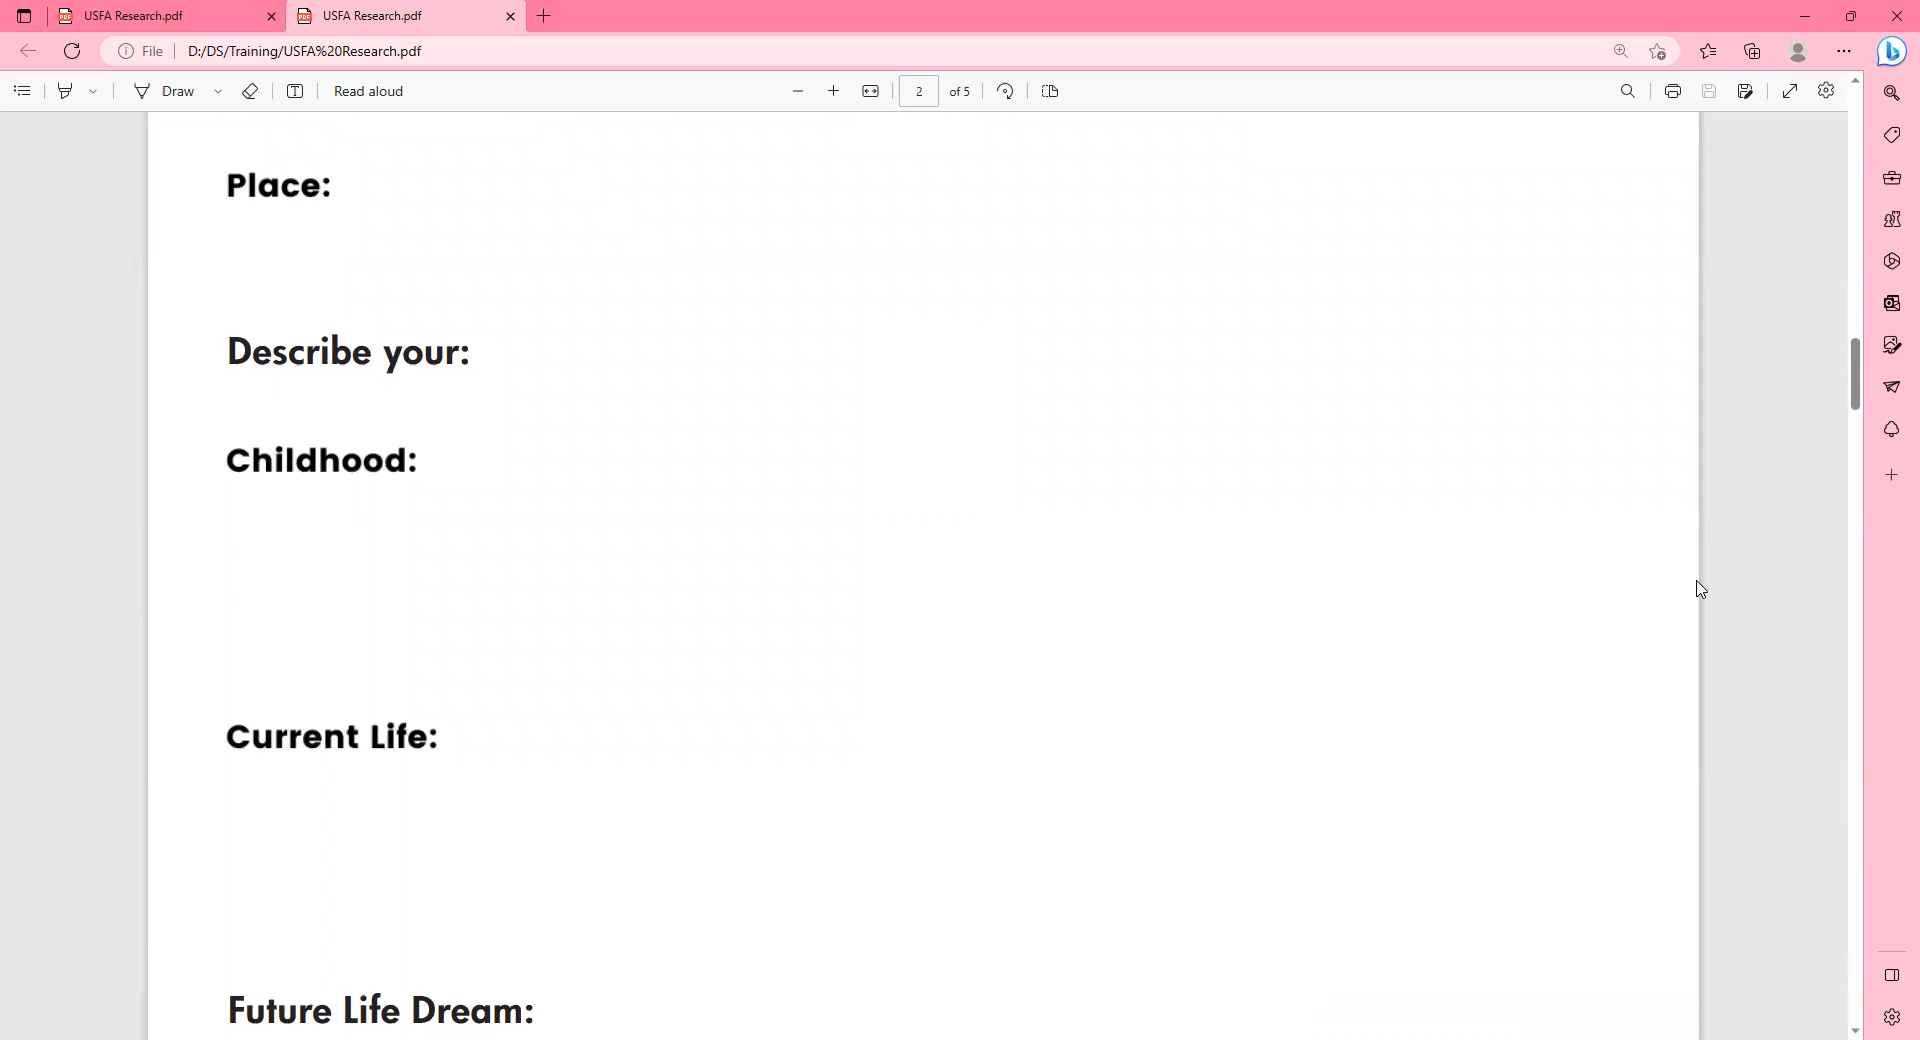 USFA Research.pdf
USFA Research.pdf
File
D:/DS/Training/USFA%20Research.pdf
Draw
Read aloud
2
of 5
Place:
Describe your:
Childhood:
Current Life:
Future Life Dream: